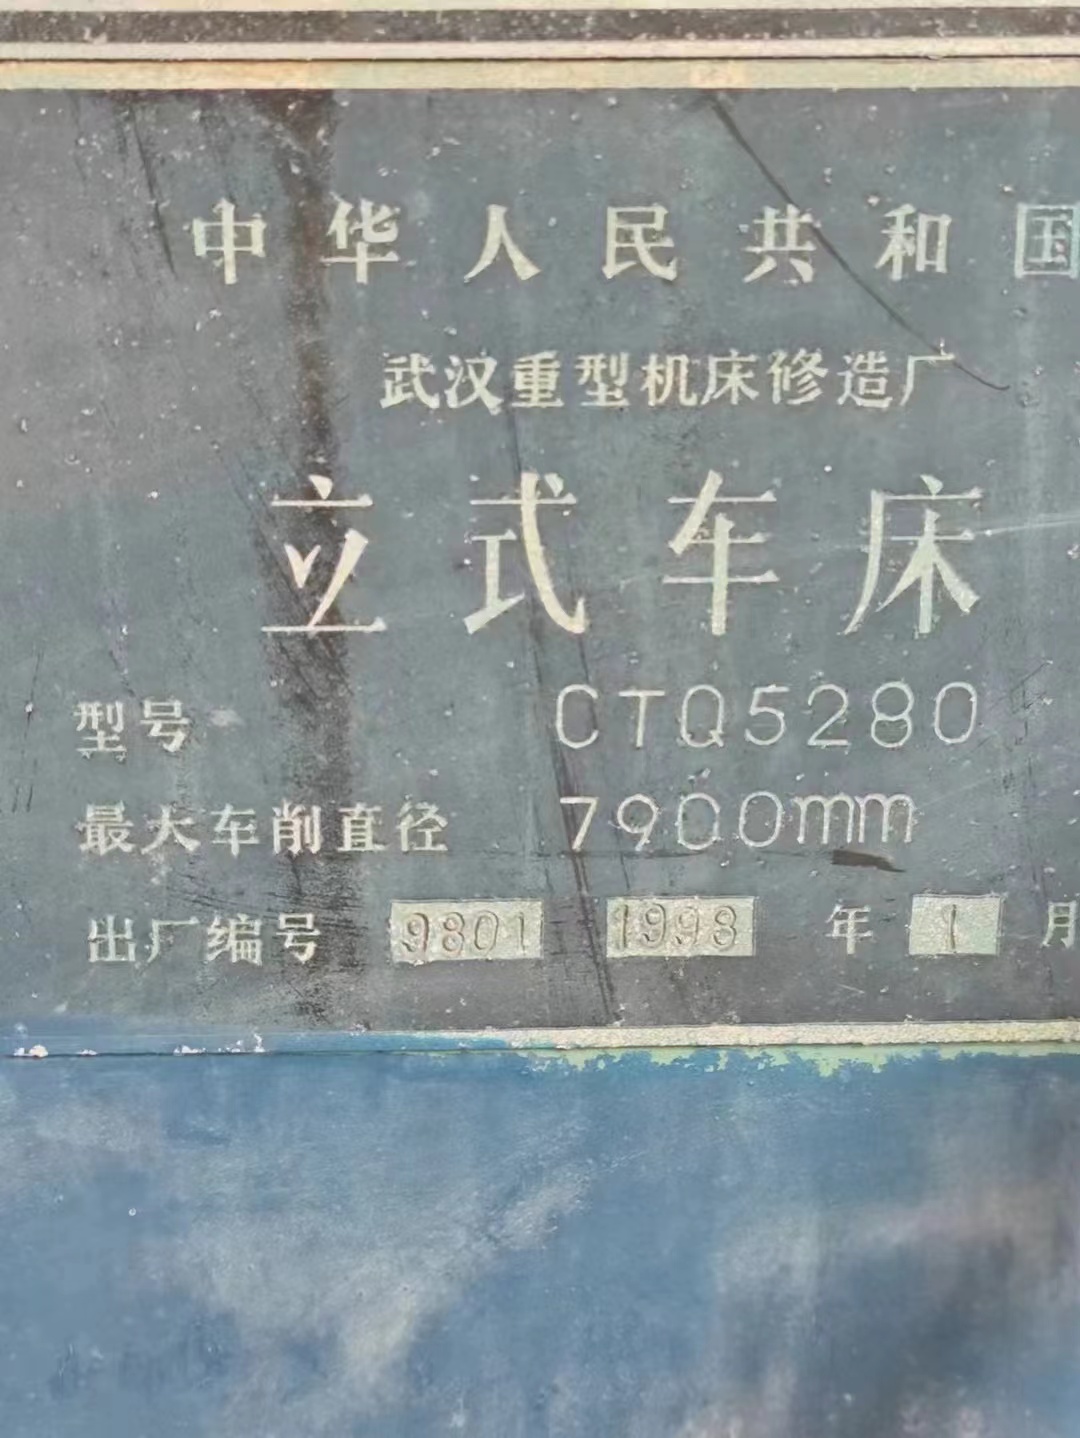 中华人民共和国
武汉重型机床修造厂
立式车床
型号 CTQ5280
最大车削直径 7900mm
出厂编号 9801 1998 年 1 月